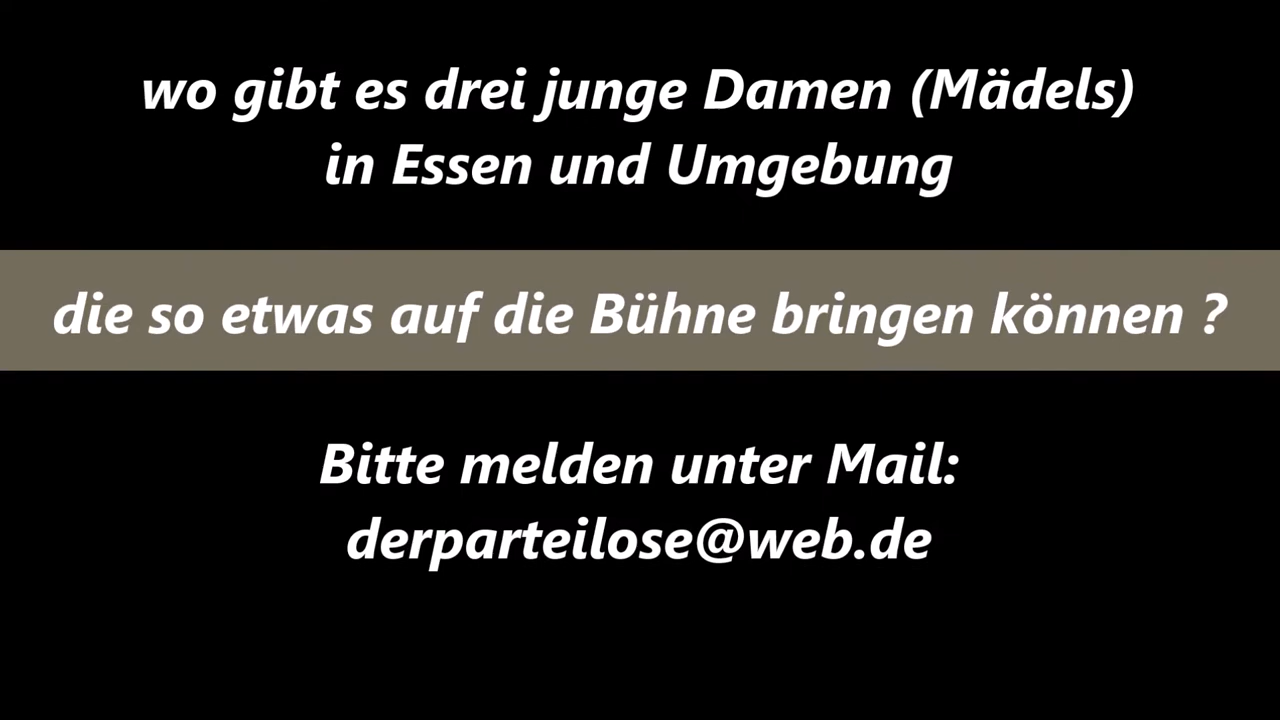 wo gibt es drei junge Damen (Mädels)
in Essen und Umgebung
die so etwas auf die Bühne bringen können ?
Bitte melden unter Mail:
derparteilose@web.de